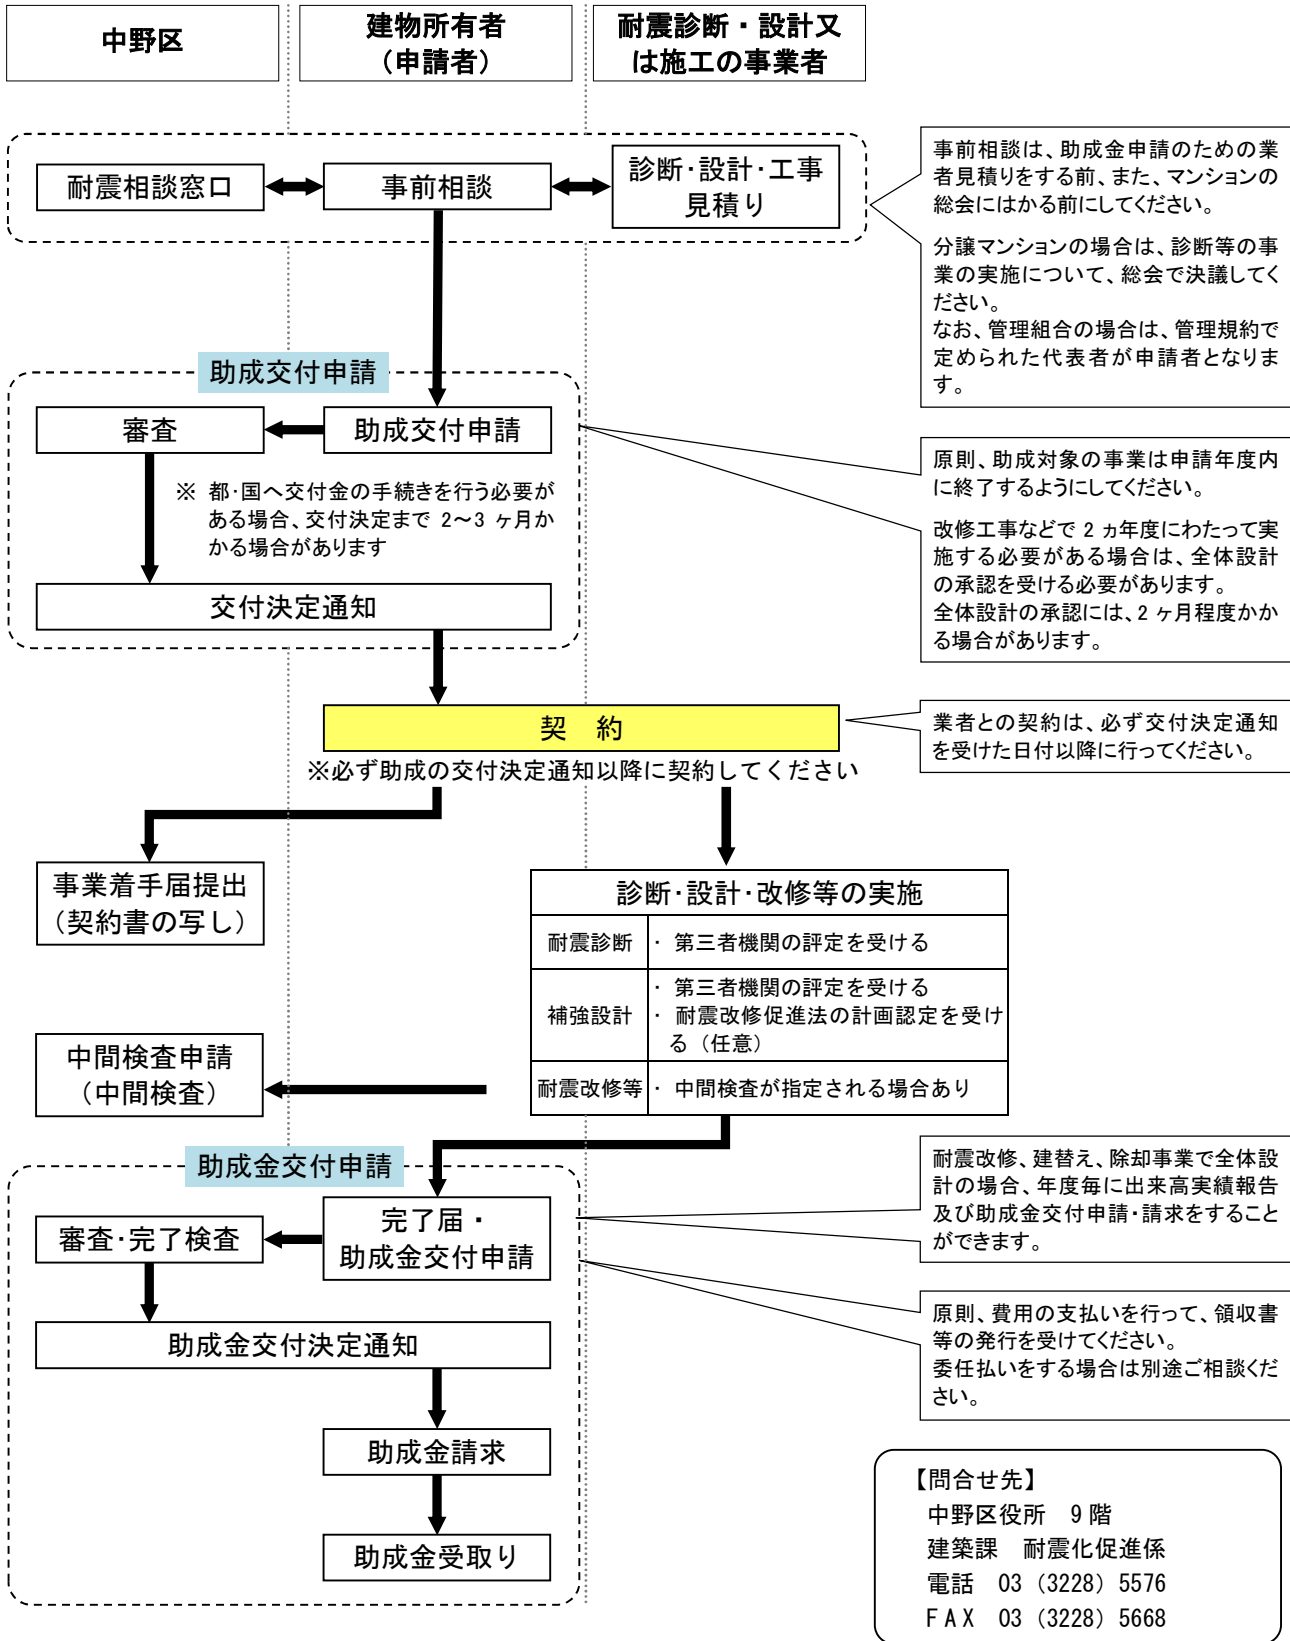 中野区
建物所有者
（申請者）
耐震診断・設計又
は施工の事業者
耐震相談窓口
事前相談
診断・設計・工事
見積り
事前相談は、助成金申請のための業
者見積りをする前、また、マンションの
総会にはかる前にしてください。
分譲マンションの場合は、診断等の事
業の実施について、総会で決議してく
ださい。
なお、管理組合の場合は、管理規約で
定められた代表者が申請者となりま
す。
助成交付申請
審査
助成交付申請
※ 都・国へ交付金の手続きを行う必要が
ある場合、交付決定まで 2～3 ヶ月か
かる場合があります
交付決定通知
原則、助成対象の事業は申請年度内
に終了するようにしてください。
改修工事などで 2 ヵ年度にわたって実
施する必要がある場合は、全体設計
の承認を受ける必要があります。
全体設計の承認には、2 ヶ月程度かか
る場合があります。
契　約
※必ず助成の交付決定通知以降に契約してください
業者との契約は、必ず交付決定通知
を受けた日付以降に行ってください。
事業着手届提出
（契約書の写し）
診断・設計・改修等の実施
耐震診断
・ 第三者機関の評定を受ける
補強設計
・ 第三者機関の評定を受ける
・ 耐震改修促進法の計画認定を受け
る（任意）
耐震改修等
・ 中間検査が指定される場合あり
中間検査申請
（中間検査）
助成金交付申請
審査・完了検査
完了届・
助成金交付申請
耐震改修、建替え、除却事業で全体設
計の場合、年度毎に出来高実績報告
及び助成金交付申請・請求をすること
ができます。
助成金交付決定通知
原則、費用の支払いを行って、領収書
等の発行を受けてください。
委任払いをする場合は別途ご相談くだ
さい。
助成金請求
助成金受取り
【問合せ先】
中野区役所　9 階
建築課　耐震化促進係
電話　03（3228）5576
ＦＡＸ　03（3228）5668